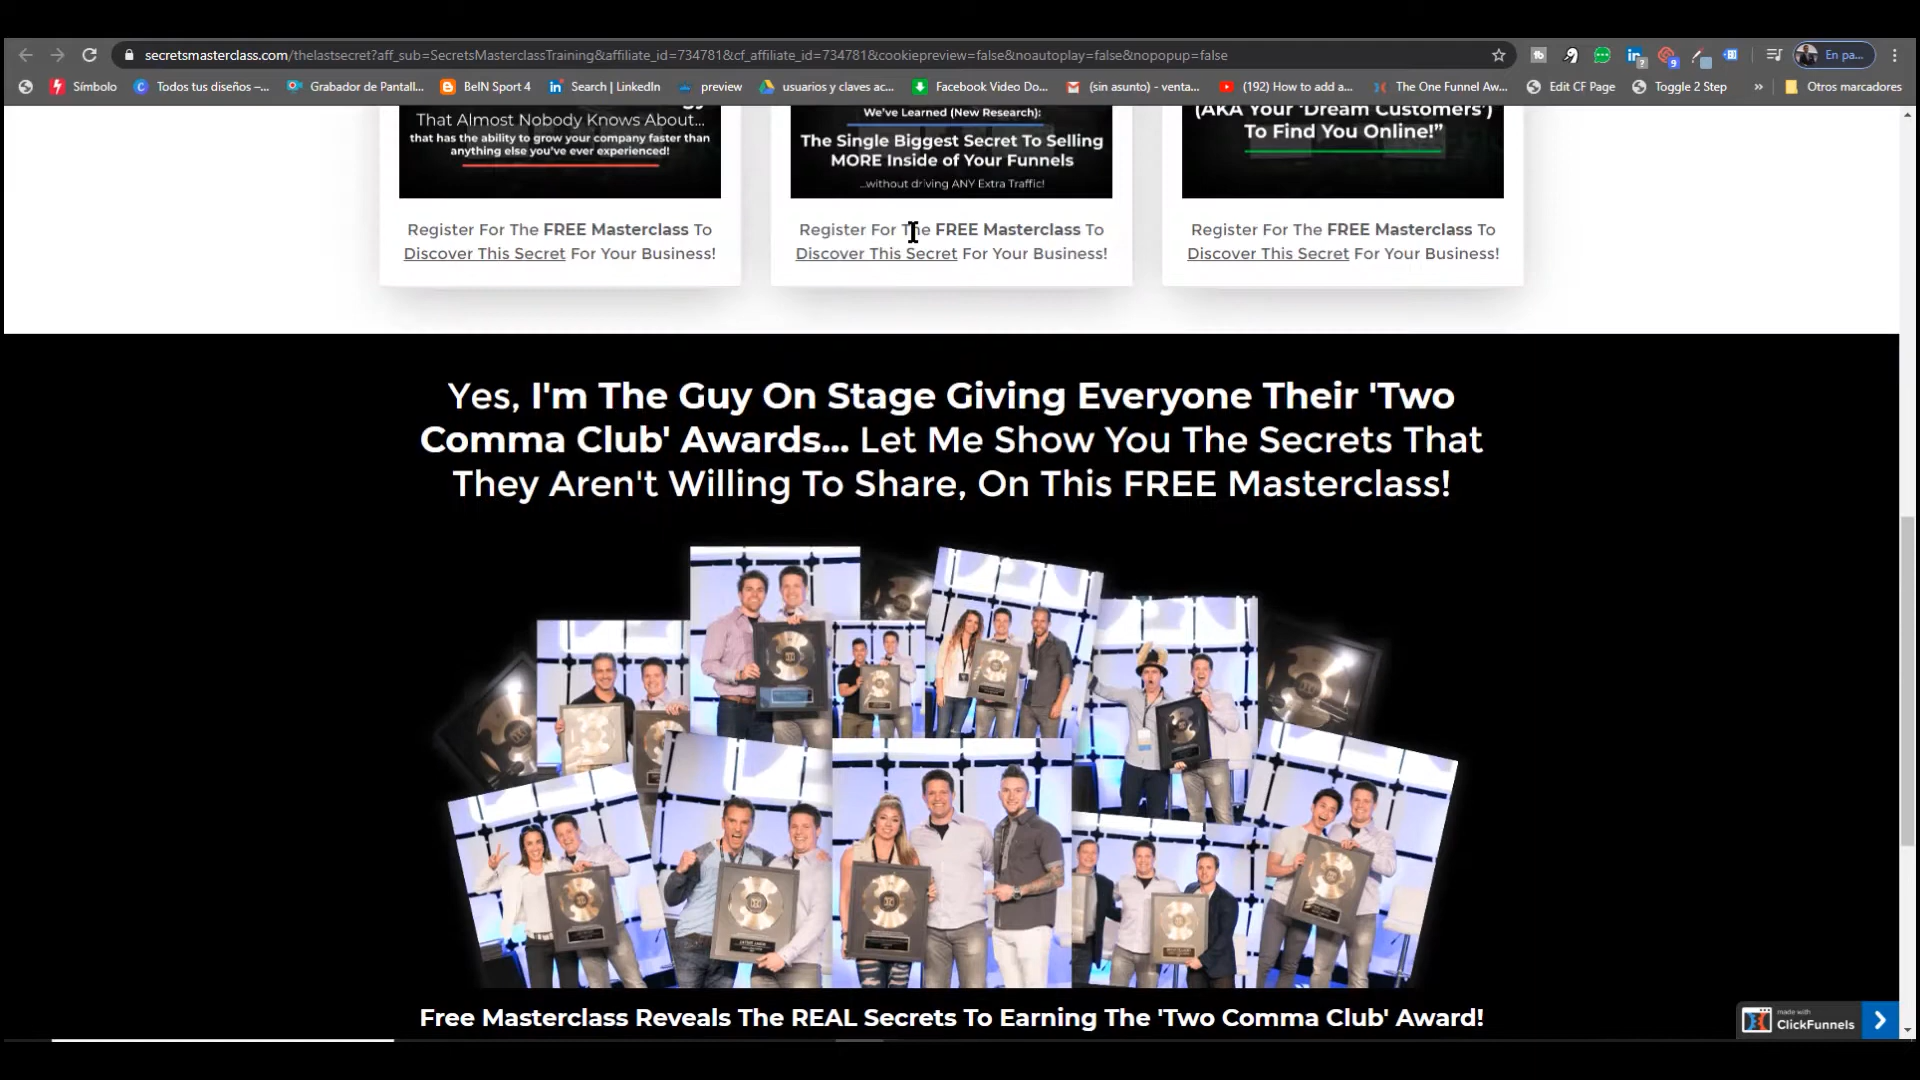 secretsmasterclass.com/thelastsecret?aff_sub=SecretsMasterclassTraining&affiliate_id=734781&cf_affiliate_id=734781&cookiepreview=false&noautoplay=false&nopopup=false
En pa...
Símbolo
Todos tus diseños –...
Grabador de Pantall...
BeIN Sport 4
Search | LinkedIn
preview
usuarios y claves ac...
Facebook Video Do...
(sin asunto) - venta...
(192) How to add a...
The One Funnel Aw...
Edit CF Page
Toggle 2 Step
Otros marcadores
That Almost Nobody Knows About...
that has the ability to grow your company faster than
anything else you've ever experienced!
Register For The FREE Masterclass To
Discover This Secret For Your Business!
We've Learned (New Research):
The Single Biggest Secret To Selling
MORE Inside of Your Funnels
...without driving ANY Extra Traffic!
Register For The FREE Masterclass To
Discover This Secret For Your Business!
(AKA Your 'Dream Customers')
To Find You Online!”
Register For The FREE Masterclass To
Discover This Secret For Your Business!
Yes, I'm The Guy On Stage Giving Everyone Their 'Two
Comma Club' Awards... Let Me Show You The Secrets That
They Aren't Willing To Share, On This FREE Masterclass!
Free Masterclass Reveals The REAL Secrets To Earning The 'Two Comma Club' Award!
made with
ClickFunnels